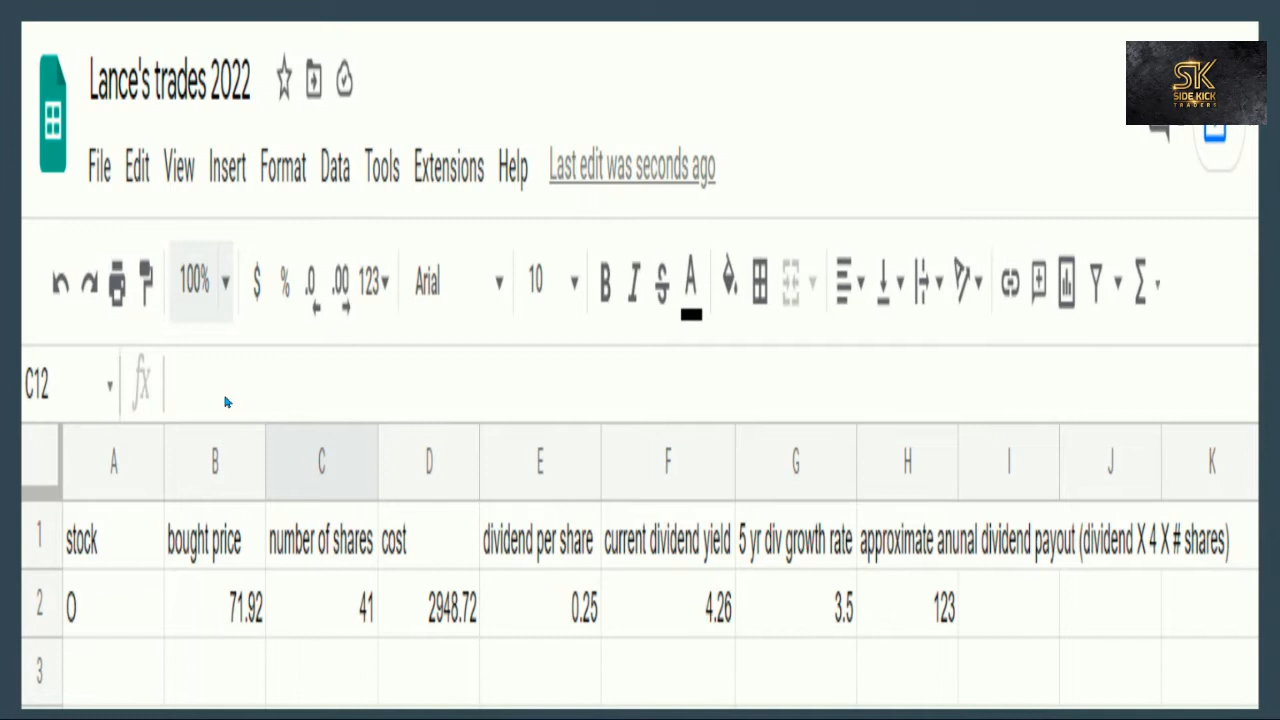 Lance's trades 2022
SK
SIDE KICK
TRADERS
File Edit View Insert Format Data Tools Extensions Help Last edit was seconds ago
100% $ % .0 .00 123 Arial 10 B I S A Σ
C12 fx
A B C D E F G H I J K
1 stock bought price number of shares cost dividend per share current dividend yield 5 yr div growth rate approximate anunal dividend payout (dividend X 4 X # shares)
2 O 71.92 41 2948.72 0.25 4.26 3.5 123
3